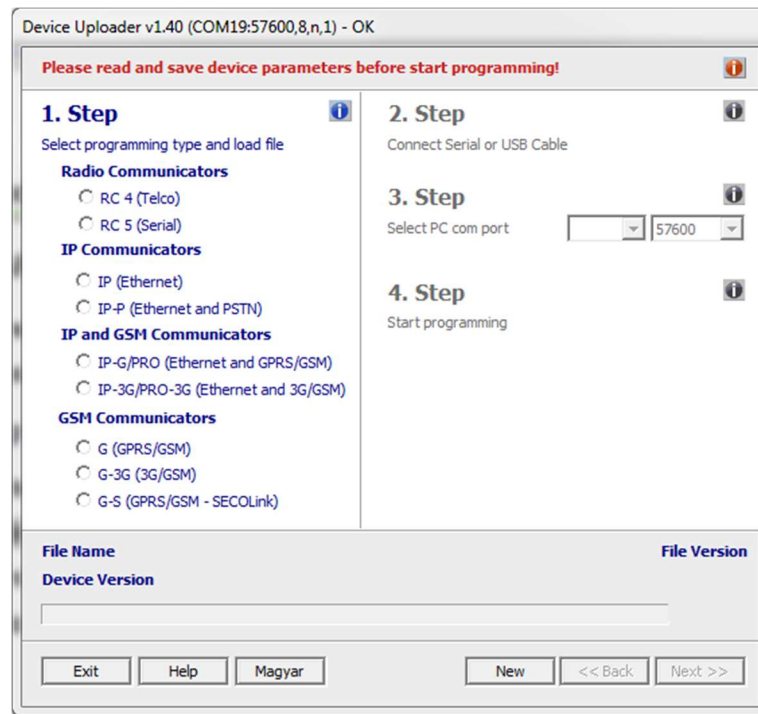 Device Uploader v1.40 (COM19:57600,8,n,1) - OK
Please read and save device parameters before start programming!
1. Step
Select programming type and load file
Radio Communicators
RC 4 (Telco)
RC 5 (Serial)
IP Communicators
IP (Ethernet)
IP-P (Ethernet and PSTN)
IP and GSM Communicators
IP-G/PRO (Ethernet and GPRS/GSM)
IP-3G/PRO-3G (Ethernet and 3G/GSM)
GSM Communicators
G (GPRS/GSM)
G-3G (3G/GSM)
G-S (GPRS/GSM - SECOLink)
2. Step
Connect Serial or USB Cable
3. Step
Select PC com port 57600
4. Step
Start programming
File Name File Version
Device Version
Exit Help Magyar New << Back Next >>